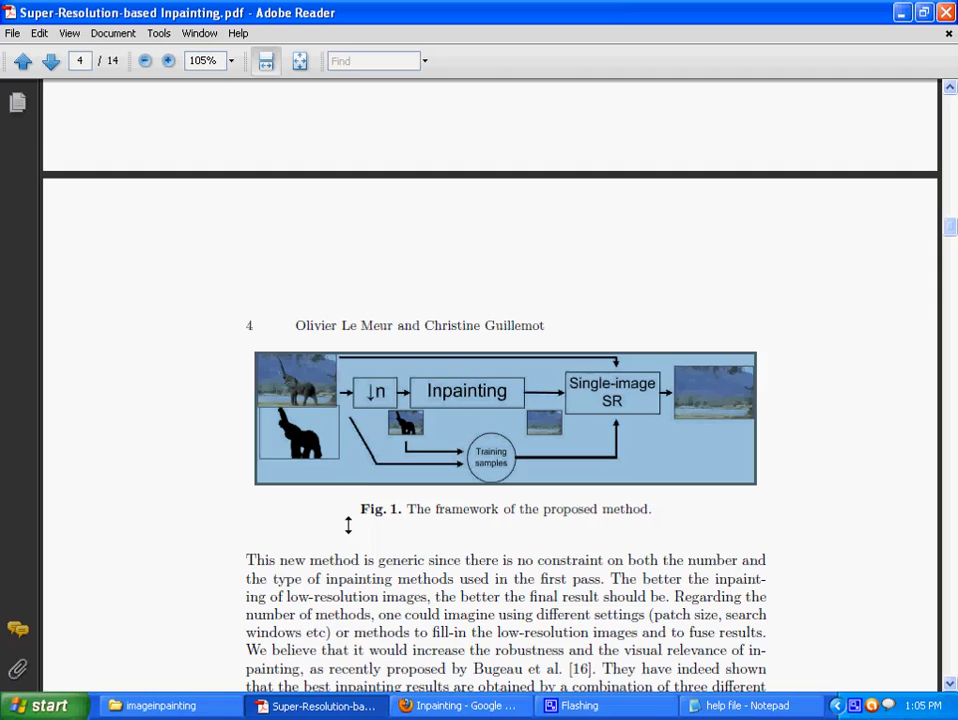 Super-Resolution-based Inpainting.pdf - Adobe Reader
File Edit View Document Tools Window Help
4 / 14 105% Find
4 Olivier Le Meur and Christine Guillemot
↓n Inpainting Single-image SR
Training samples
Fig. 1. The framework of the proposed method.
This new method is generic since there is no constraint on both the number and
the type of inpainting methods used in the first pass. The better the inpaint-
ing of low-resolution images, the better the final result should be. Regarding the
number of methods, one could imagine using different settings (patch size, search
windows etc) or methods to fill-in the low-resolution images and to fuse results.
We believe that it would increase the robustness and the visual relevance of in-
painting, as recently proposed by Bugeau et al. [16]. They have indeed shown
that the best inpainting results are obtained by a combination of three different
start imageinpainting Super-Resolution-ba... Inpainting - Google ... Flashing help file - Notepad 1:05 PM